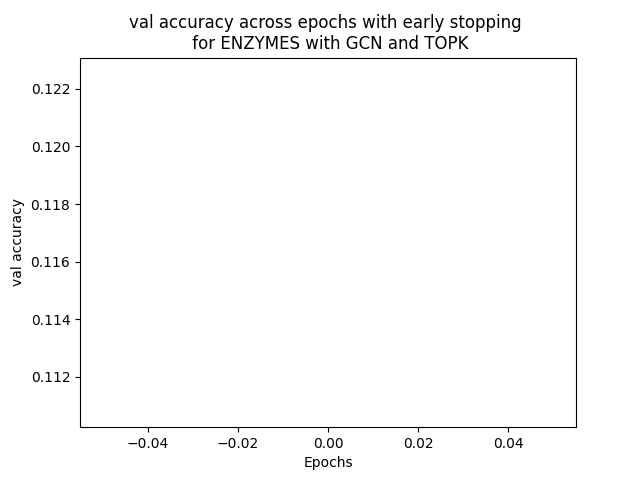 val accuracy across epochs with early stopping
for ENZYMES with GCN and TOPK
0.122
0.120
0.118
0.116
0.114
0.112
val accuracy
−0.04
−0.02
0.00
0.02
0.04
Epochs